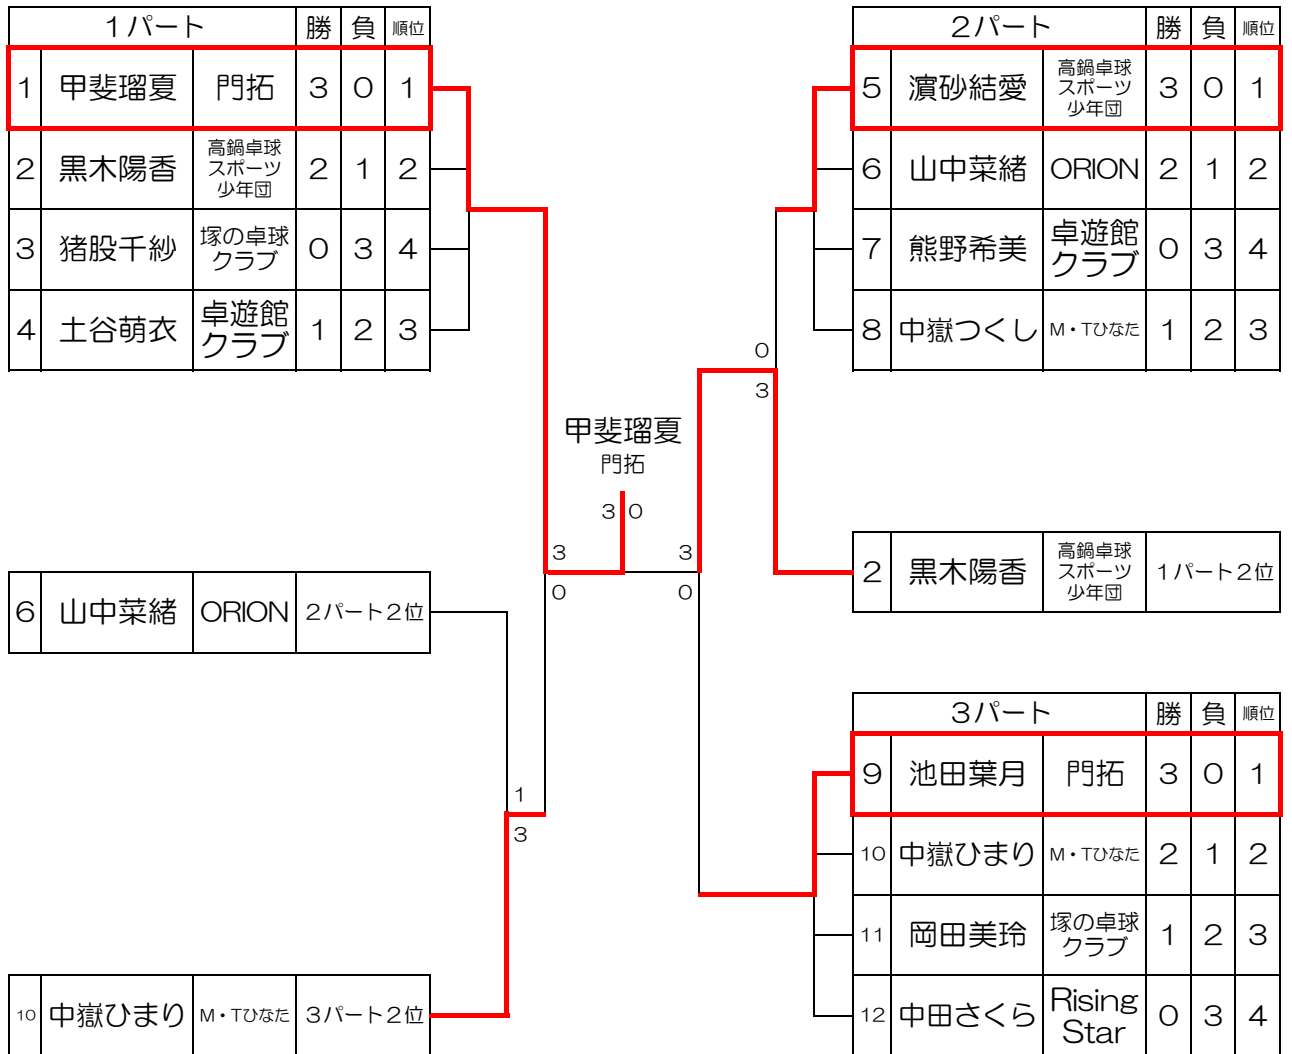 1パート 勝 負 順位
1 甲斐瑠夏 門拓 3 0 1
2 黒木陽香 高鍋卓球
スポーツ
少年団 2 1 2
3 猪股千紗 塚の卓球
クラブ 0 3 4
4 土谷萌衣 卓遊館
クラブ 1 2 3
2パート 勝 負 順位
5 濵砂結愛 高鍋卓球
スポーツ
少年団 3 0 1
6 山中菜緒 ORION 2 1 2
7 熊野希美 卓遊館
クラブ 0 3 4
8 中嶽つくし M・Tひなた 1 2 3
0
3
甲斐瑠夏
門拓
3 0
3
0
3
0
2 黒木陽香 高鍋卓球
スポーツ
少年団 1パート2位
6 山中菜緒 ORION 2パート2位
1
3
10 中嶽ひまり M・Tひなた 3パート2位
3パート 勝 負 順位
9 池田葉月 門拓 3 0 1
10 中嶽ひまり M・Tひなた 2 1 2
11 岡田美玲 塚の卓球
クラブ 1 2 3
12 中田さくら Rising
Star 0 3 4